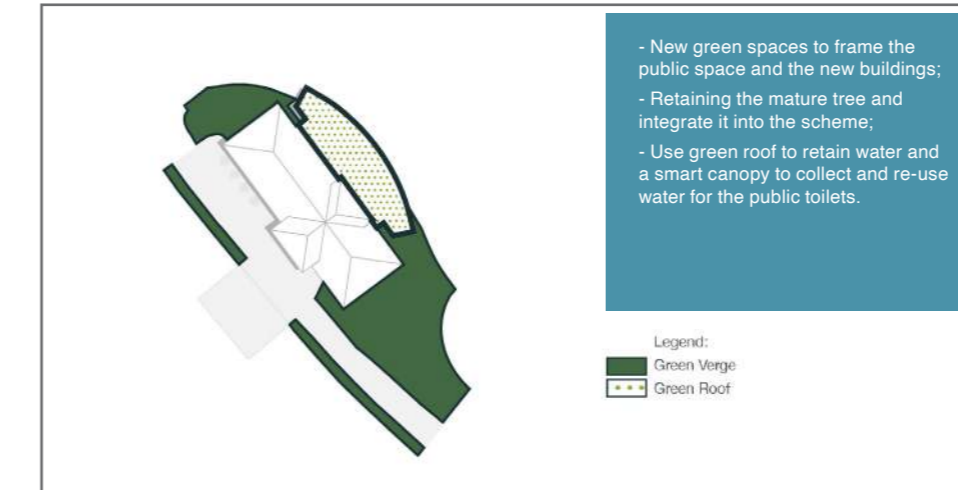 - New green spaces to frame the
public space and the new buildings;
- Retaining the mature tree and
integrate it into the scheme;
- Use green roof to retain water and
a smart canopy to collect and re-use
water for the public toilets.
Legend:
Green Verge
Green Roof